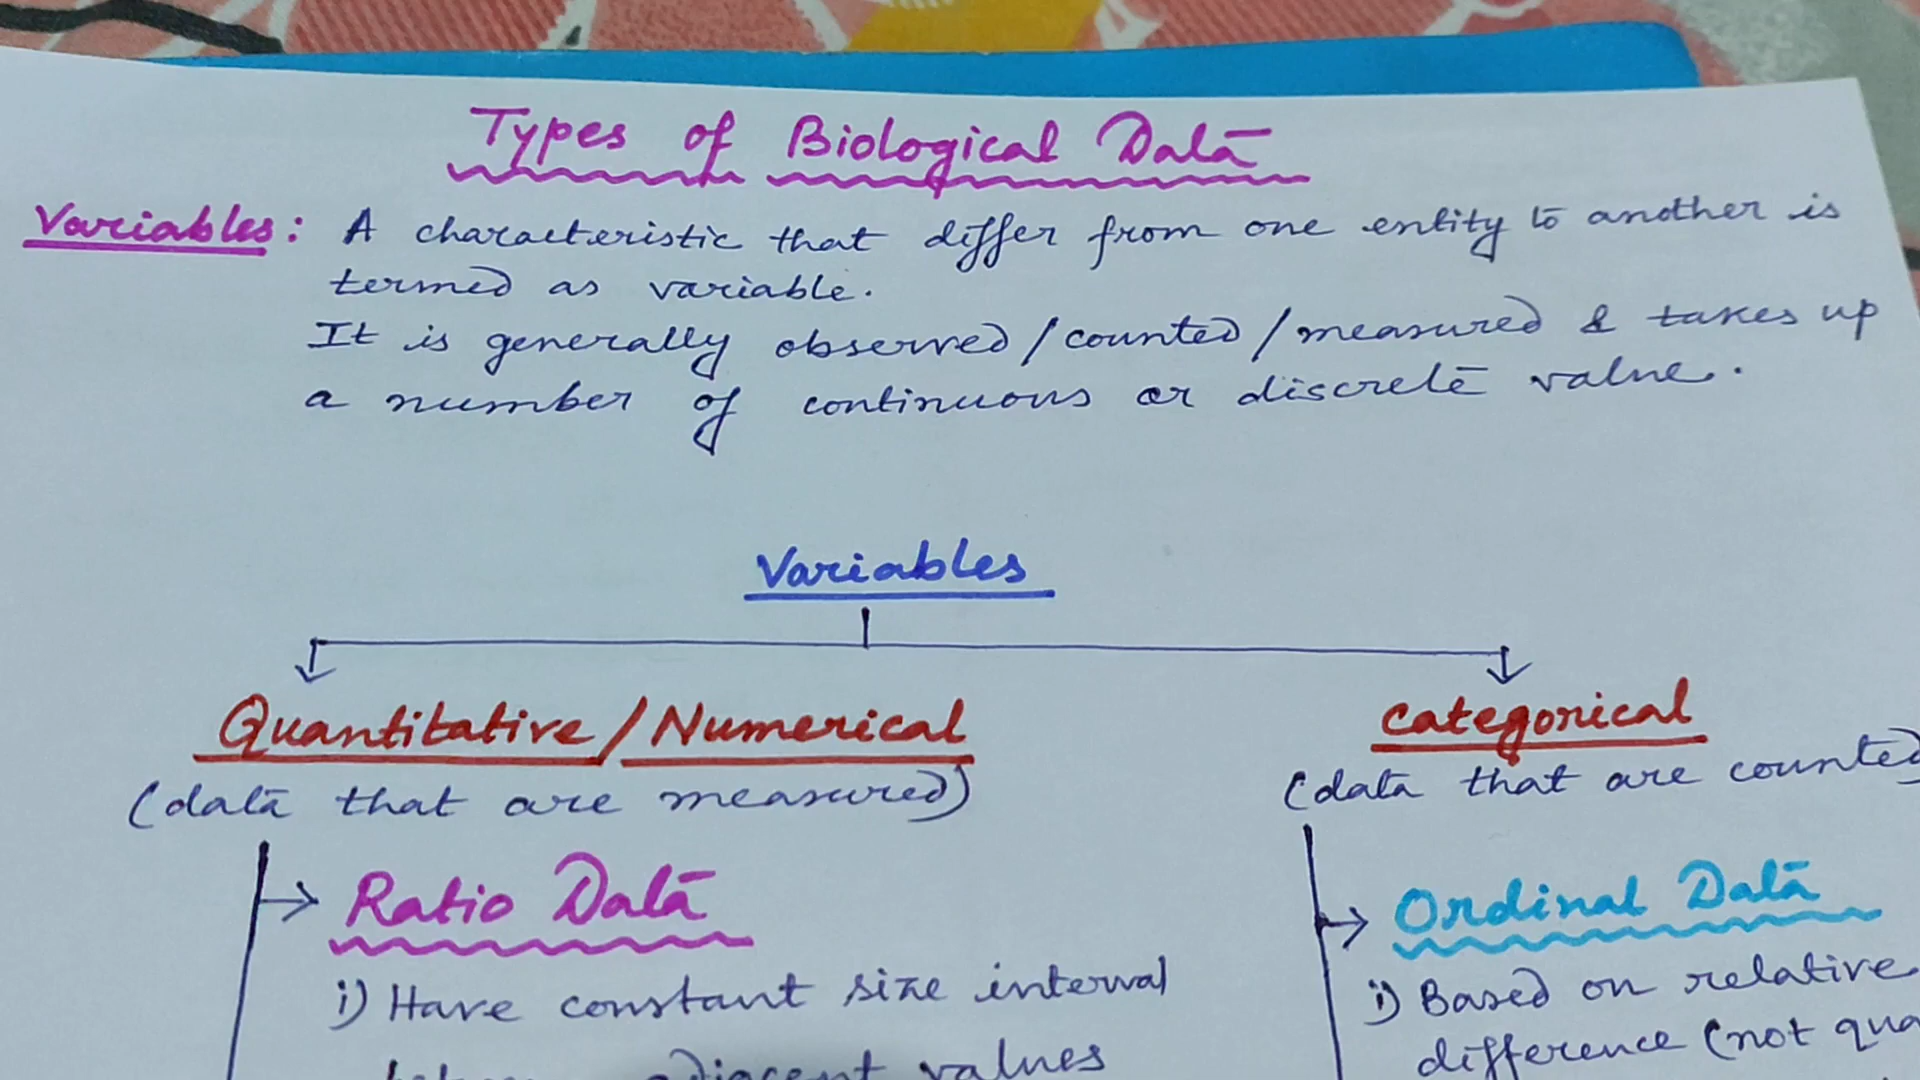 Types of Biological Data
Variables: A characteristic that differ from one entity to another is
termed as variable.
It is generally observed/counted/measured & takes up
a number of continuous or discrete value.
Variables
Quantitative/Numerical
(data that are measured)
Ratio Data
i) Have constant size interval
adjacent values
Categorical
(data that are counted
Ordinal Data
i) Based on relative
difference (not qua